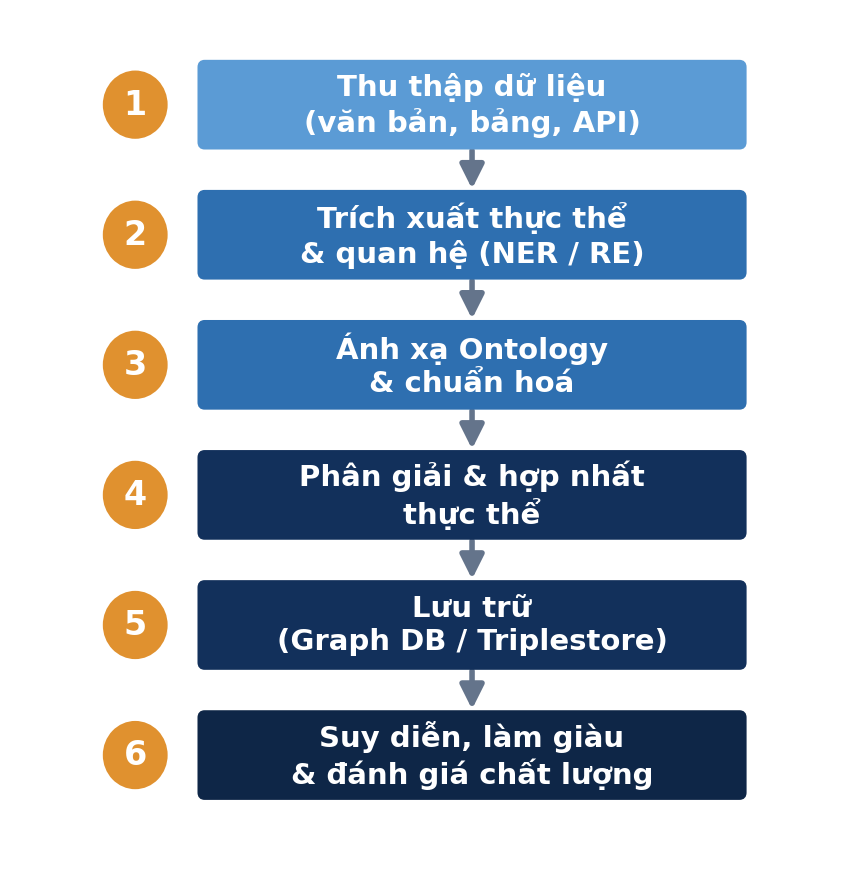 1
Thu thập dữ liệu
(văn bản, bảng, API)
2
Trích xuất thực thể
& quan hệ (NER / RE)
3
Ánh xạ Ontology
& chuẩn hoá
4
Phân giải & hợp nhất
thực thể
5
Lưu trữ
(Graph DB / Triplestore)
6
Suy diễn, làm giàu
& đánh giá chất lượng